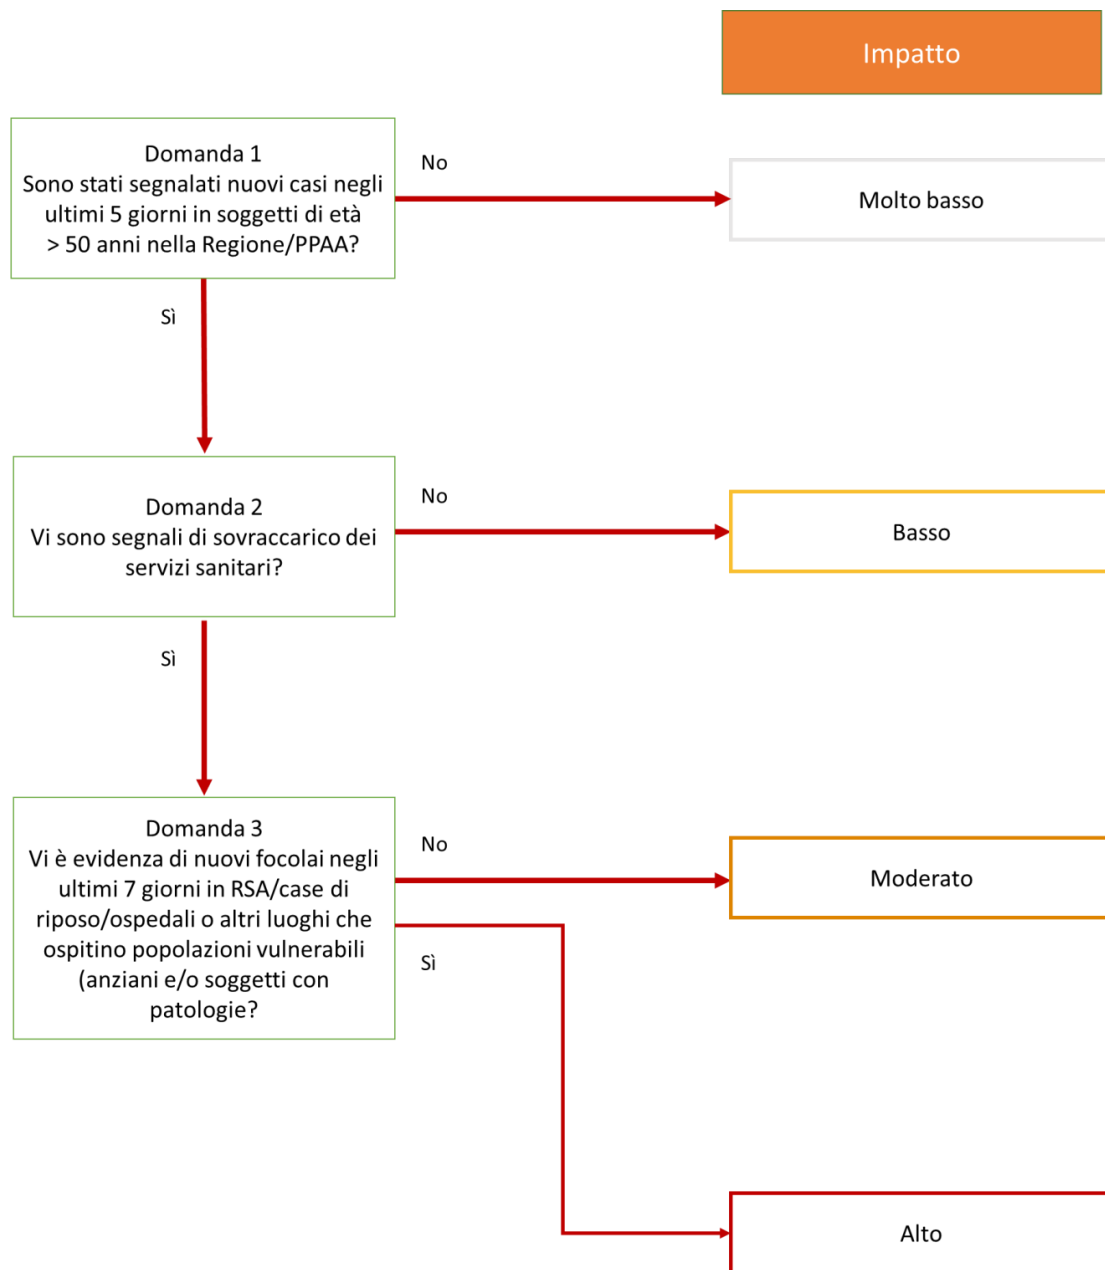 Impatto
Domanda 1
Sono stati segnalati nuovi casi negli
ultimi 5 giorni in soggetti di età
> 50 anni nella Regione/PPAA?
No
Molto basso
Sì
Domanda 2
Vi sono segnali di sovraccarico dei
servizi sanitari?
No
Basso
Sì
Domanda 3
Vi è evidenza di nuovi focolai negli
ultimi 7 giorni in RSA/case di
riposo/ospedali o altri luoghi che
ospitino popolazioni vulnerabili
(anziani e/o soggetti con
patologie?
No
Moderato
Sì
Alto